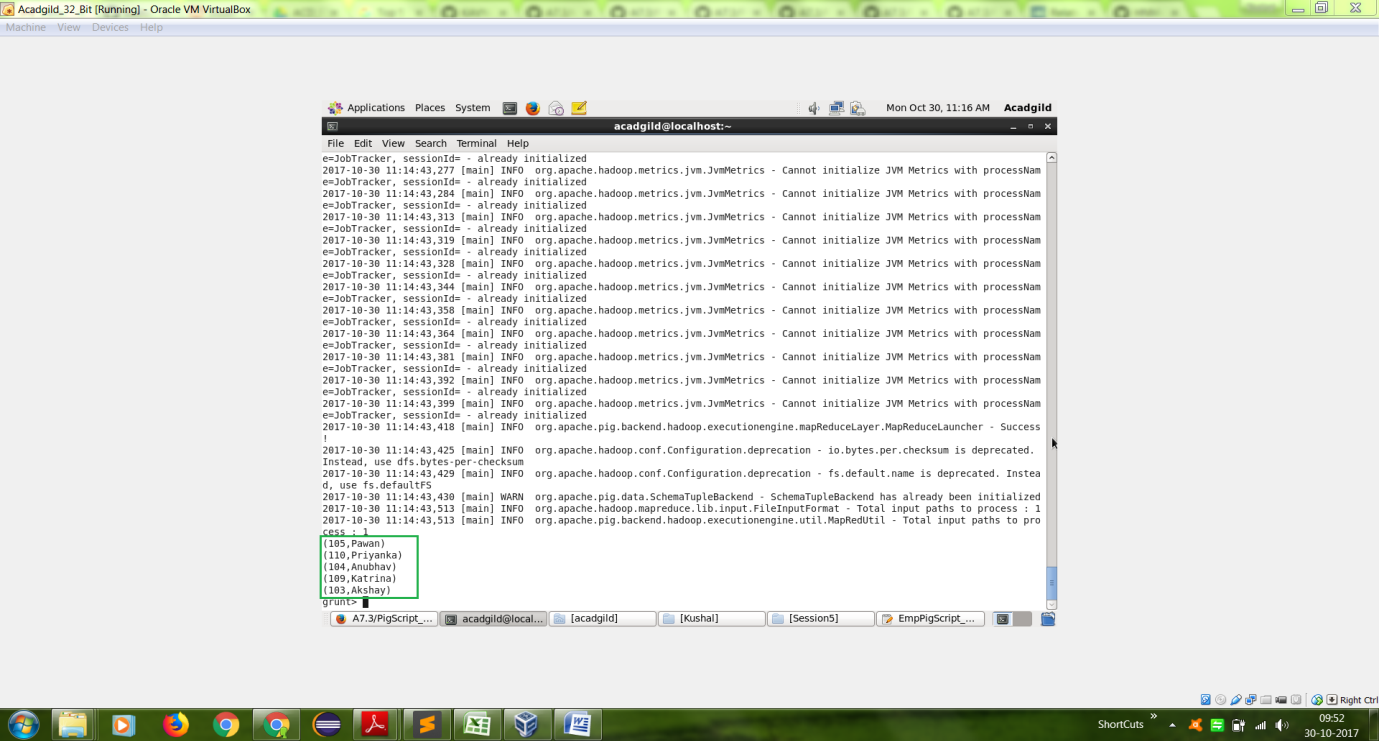 Acadgild_32_Bit [Running] - Oracle VM VirtualBox
Machine View Devices Help
Applications Places System Mon Oct 30, 11:16 AM Acadgild
acadgild@localhost:~
File Edit View Search Terminal Help
e=JobTracker, sessionId= - already initialized
2017-10-30 11:14:43,277 [main] INFO  org.apache.hadoop.metrics.jvm.JvmMetrics - Cannot initialize JVM Metrics with processNam
e=JobTracker, sessionId= - already initialized
2017-10-30 11:14:43,284 [main] INFO  org.apache.hadoop.metrics.jvm.JvmMetrics - Cannot initialize JVM Metrics with processNam
e=JobTracker, sessionId= - already initialized
2017-10-30 11:14:43,313 [main] INFO  org.apache.hadoop.metrics.jvm.JvmMetrics - Cannot initialize JVM Metrics with processNam
e=JobTracker, sessionId= - already initialized
2017-10-30 11:14:43,319 [main] INFO  org.apache.hadoop.metrics.jvm.JvmMetrics - Cannot initialize JVM Metrics with processNam
e=JobTracker, sessionId= - already initialized
2017-10-30 11:14:43,328 [main] INFO  org.apache.hadoop.metrics.jvm.JvmMetrics - Cannot initialize JVM Metrics with processNam
e=JobTracker, sessionId= - already initialized
2017-10-30 11:14:43,344 [main] INFO  org.apache.hadoop.metrics.jvm.JvmMetrics - Cannot initialize JVM Metrics with processNam
e=JobTracker, sessionId= - already initialized
2017-10-30 11:14:43,358 [main] INFO  org.apache.hadoop.metrics.jvm.JvmMetrics - Cannot initialize JVM Metrics with processNam
e=JobTracker, sessionId= - already initialized
2017-10-30 11:14:43,364 [main] INFO  org.apache.hadoop.metrics.jvm.JvmMetrics - Cannot initialize JVM Metrics with processNam
e=JobTracker, sessionId= - already initialized
2017-10-30 11:14:43,381 [main] INFO  org.apache.hadoop.metrics.jvm.JvmMetrics - Cannot initialize JVM Metrics with processNam
e=JobTracker, sessionId= - already initialized
2017-10-30 11:14:43,392 [main] INFO  org.apache.hadoop.metrics.jvm.JvmMetrics - Cannot initialize JVM Metrics with processNam
e=JobTracker, sessionId= - already initialized
2017-10-30 11:14:43,399 [main] INFO  org.apache.hadoop.metrics.jvm.JvmMetrics - Cannot initialize JVM Metrics with processNam
e=JobTracker, sessionId= - already initialized
2017-10-30 11:14:43,418 [main] INFO  org.apache.pig.backend.hadoop.executionengine.mapReduceLayer.MapReduceLauncher - Success
!
2017-10-30 11:14:43,425 [main] INFO  org.apache.hadoop.conf.Configuration.deprecation - io.bytes.per.checksum is deprecated.
Instead, use dfs.bytes-per-checksum
2017-10-30 11:14:43,429 [main] INFO  org.apache.hadoop.conf.Configuration.deprecation - fs.default.name is deprecated. Instea
d, use fs.defaultFS
2017-10-30 11:14:43,430 [main] WARN  org.apache.pig.data.SchemaTupleBackend - SchemaTupleBackend has already been initialized
2017-10-30 11:14:43,513 [main] INFO  org.apache.hadoop.mapreduce.lib.input.FileInputFormat - Total input paths to process : 1
2017-10-30 11:14:43,513 [main] INFO  org.apache.pig.backend.hadoop.executionengine.util.MapRedUtil - Total input paths to pro
cess : 1
(105,Pawan)
(110,Priyanka)
(104,Anubhav)
(109,Katrina)
(103,Akshay)
grunt>
A7.3/PigScript_... acadgild@local... [acadgild] [Kushal] [Session5] EmpPigScript_...
Right Ctrl
ShortCuts » 09:52
30-10-2017